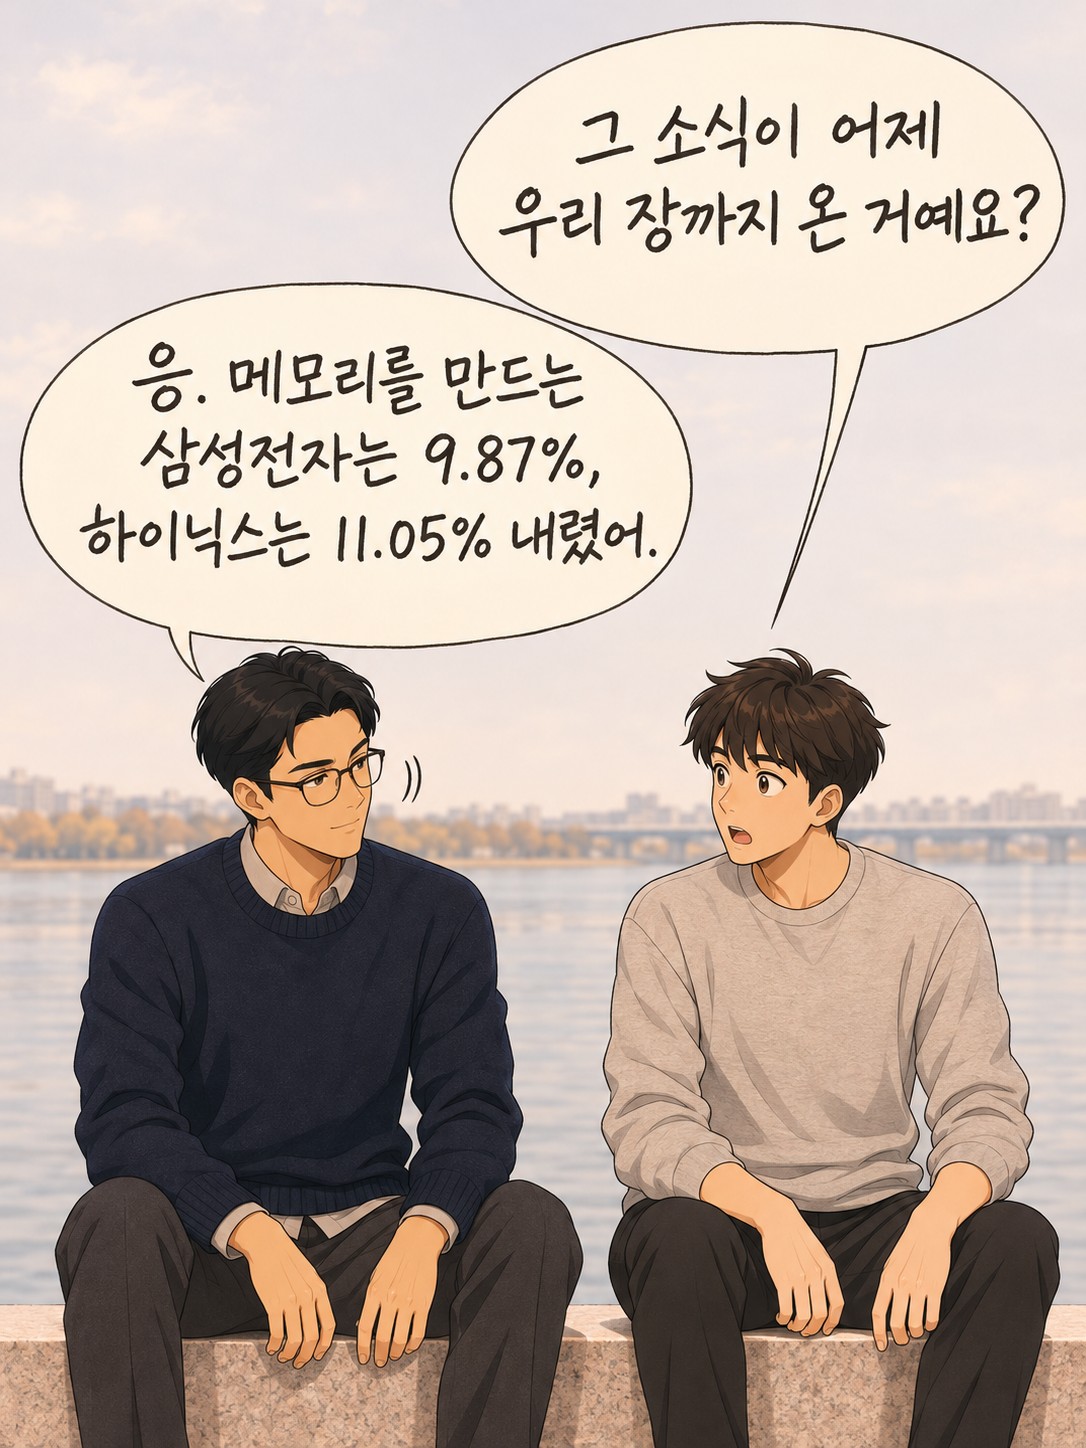 그 소식이 어제
우리 장까지 온 거예요?
응. 메모리를 만드는
삼성전자는 9.87%,
하이닉스는 11.05% 내렸어.